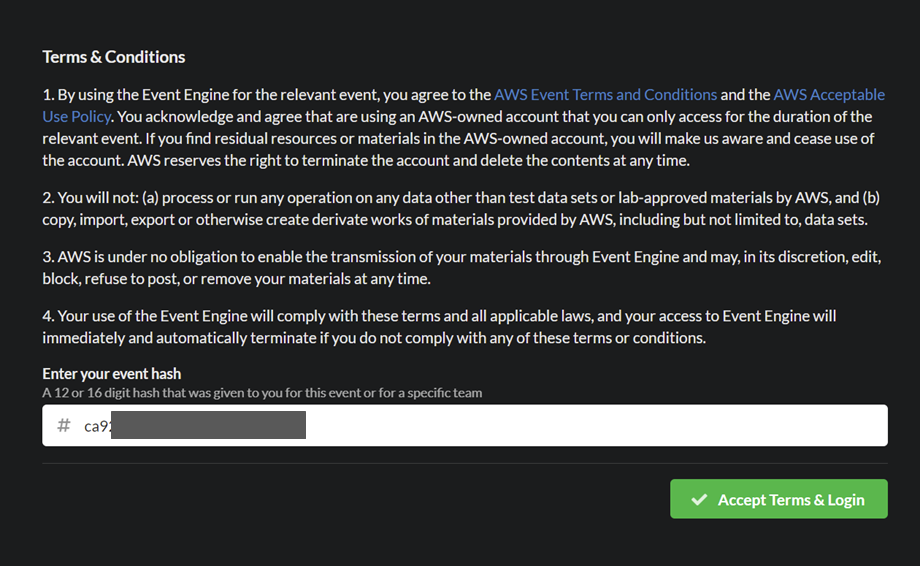 Terms & Conditions
1. By using the Event Engine for the relevant event, you agree to the AWS Event Terms and Conditions and the AWS Acceptable
Use Policy. You acknowledge and agree that are using an AWS-owned account that you can only access for the duration of the
relevant event. If you find residual resources or materials in the AWS-owned account, you will make us aware and cease use of
the account. AWS reserves the right to terminate the account and delete the contents at any time.
2. You will not: (a) process or run any operation on any data other than test data sets or lab-approved materials by AWS, and (b)
copy, import, export or otherwise create derivate works of materials provided by AWS, including but not limited to, data sets.
3. AWS is under no obligation to enable the transmission of your materials through Event Engine and may, in its discretion, edit,
block, refuse to post, or remove your materials at any time.
4. Your use of the Event Engine will comply with these terms and all applicable laws, and your access to Event Engine will
immediately and automatically terminate if you do not comply with any of these terms or conditions.
Enter your event hash
A 12 or 16 digit hash that was given to you for this event or for a specific team
# ca92
Accept Terms & Login